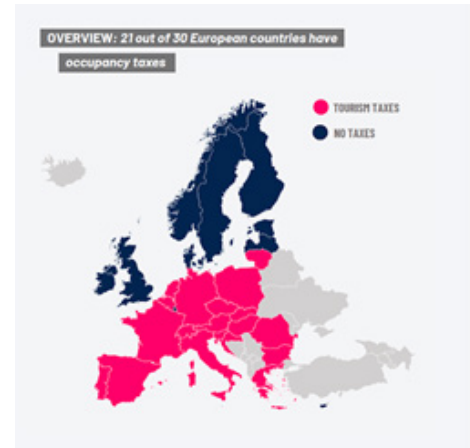 OVERVIEW: 21 out of 30 European countries have
occupancy taxes
TOURISM TAXES
NO TAXES